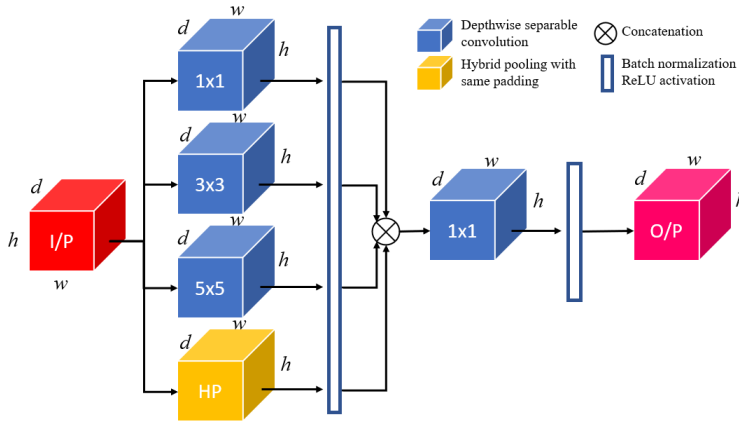 w
d
h
1x1
Depthwise separable
convolution
Concatenation
Hybrid pooling with
same padding
Batch normalization
ReLU activation
w
d
h
3x3
d
h
I/P
w
w
d
h
5x5
w
d
h
1x1
w
d
O/P
w
d
h
HP